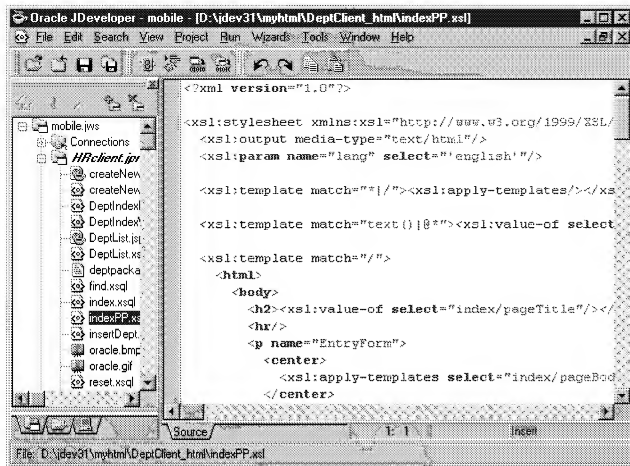 Oracle JDeveloper - mobile - [D:\jdev31\myhtml\DeptClient_html\indexPP.xsl]
File Edit Search View Project Run Wizards Tools Window Help
mobile.jws
Connections
HRclient.jpr
createNew
createNew
DeptIndex
DeptIndex
DeptList.js
DeptList.xs
deptpacka
find.xsql
index.xsql
indexPP.xs
insertDept.
oracle.bmp
oracle.gif
reset.xsql
<?xml version="1.0"?>
<xsl:stylesheet xmlns:xsl="http://www.w3.org/1999/XSL/
<xsl:output media-type="text/html"/>
<xsl:param name="lang" select="'english'"/>
<xsl:template match="*|/"><xsl:apply-templates/></xs
<xsl:template match="text()|@*"><xsl:value-of select
<xsl:template match="/">
<html>
<body>
<h2><xsl:value-of select="index/pageTitle"/></
<hr/>
<p name="EntryForm">
<center>
<xsl:apply-templates select="index/pageBod
</center>
Source
1: 1
Insert
File: D:\jdev31\myhtml\DeptClient_html\indexPP.xsl